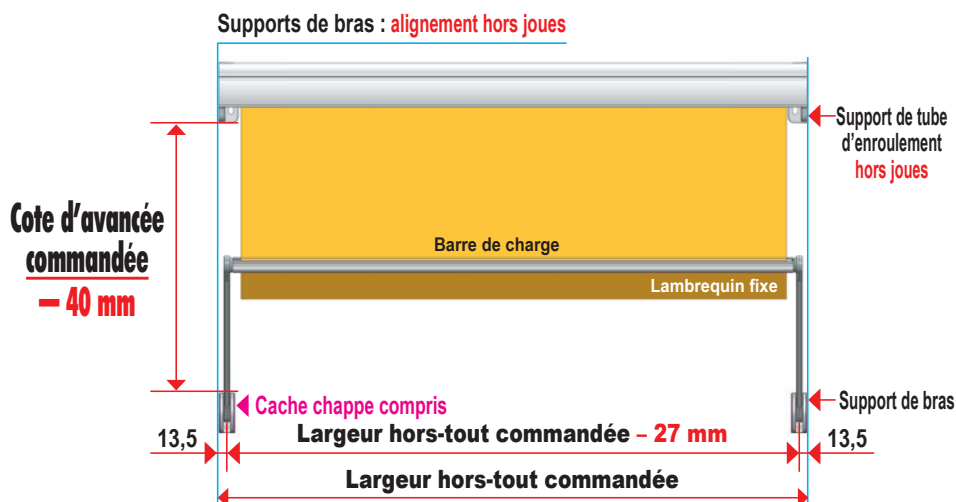 Supports de bras : alignement hors joues
Support de tube
d'enroulement
hors joues
Cote d'avancée
commandée
– 40 mm
Barre de charge
Lambrequin fixe
Cache chappe compris
Support de bras
13,5
Largeur hors-tout commandée – 27 mm
13,5
Largeur hors-tout commandée